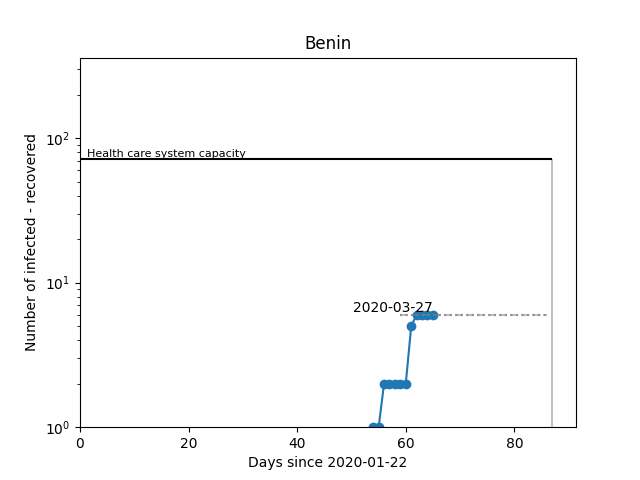 Benin
Number of infected - recovered
10²
Health care system capacity
10¹
2020-03-27
10⁰
0 20 40 60 80
Days since 2020-01-22